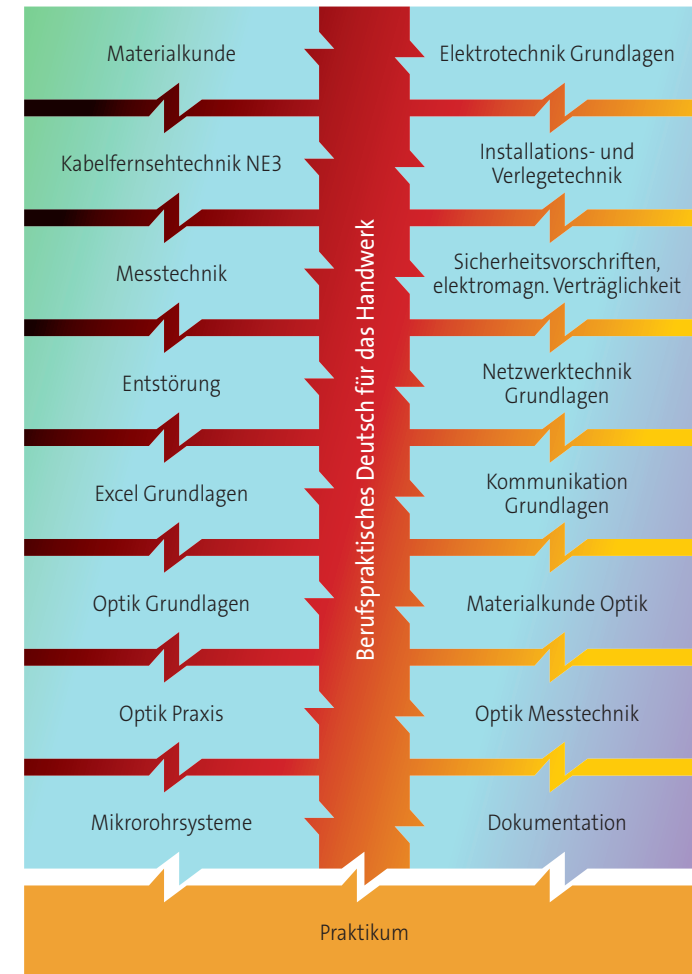 Materialkunde
Elektrotechnik Grundlagen
Kabelfernsehtechnik NE3
Installations- und
Verlegetechnik
Messtechnik
Sicherheitsvorschriften,
elektromagn. Verträglichkeit
Entstörung
Netzwerktechnik
Grundlagen
Excel Grundlagen
Kommunikation
Grundlagen
Optik Grundlagen
Materialkunde Optik
Optik Praxis
Optik Messtechnik
Mikrorohrsysteme
Dokumentation
Berufspraktisches Deutsch für das Handwerk
Praktikum